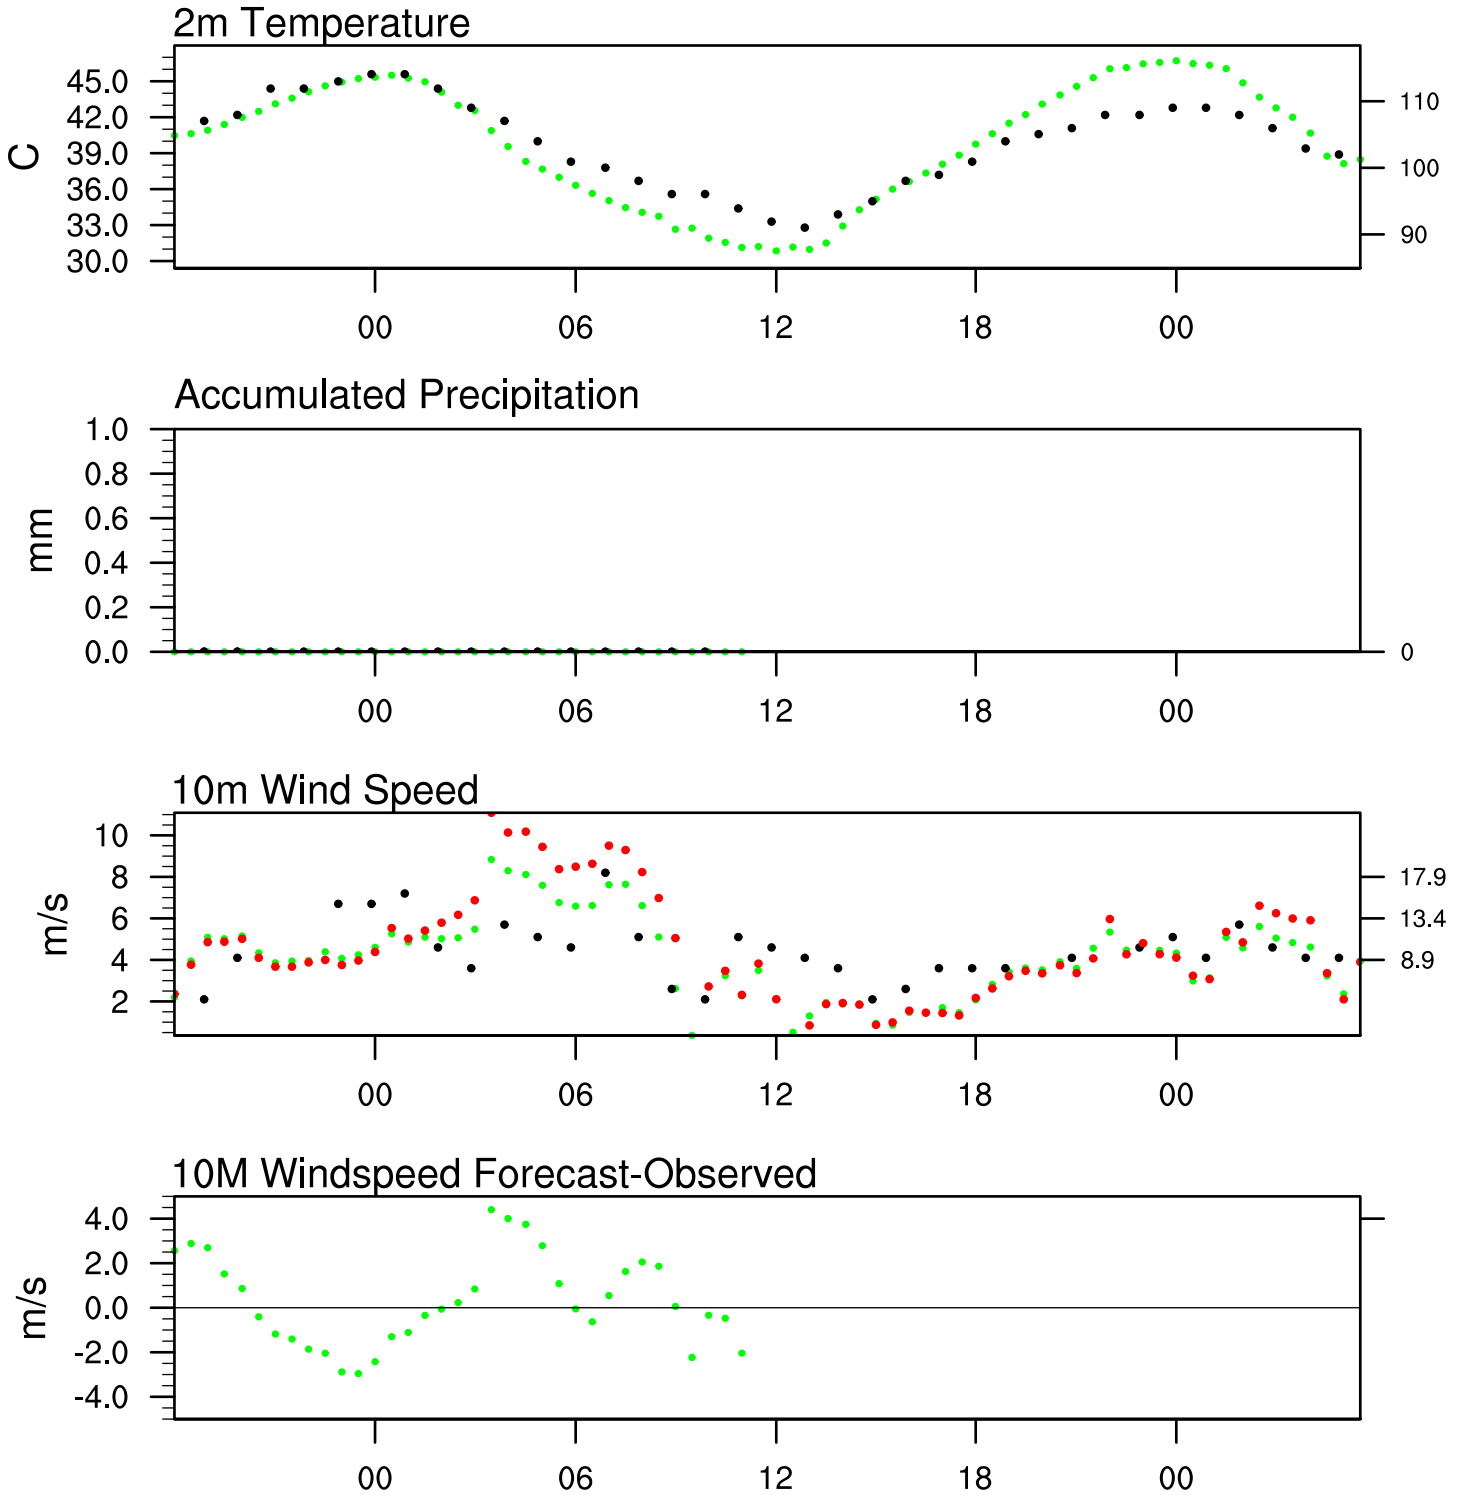 2m Temperature
45.0
42.0
39.0
36.0
33.0
30.0
C
110
100
90
00 06 12 18 00
Accumulated Precipitation
1.0
0.8
0.6
0.4
0.2
0.0
mm
0
00 06 12 18 00
10m Wind Speed
10
8
6
4
2
m/s
17.9
13.4
8.9
00 06 12 18 00
10M Windspeed Forecast-Observed
4.0
2.0
0.0
-2.0
-4.0
m/s
00 06 12 18 00